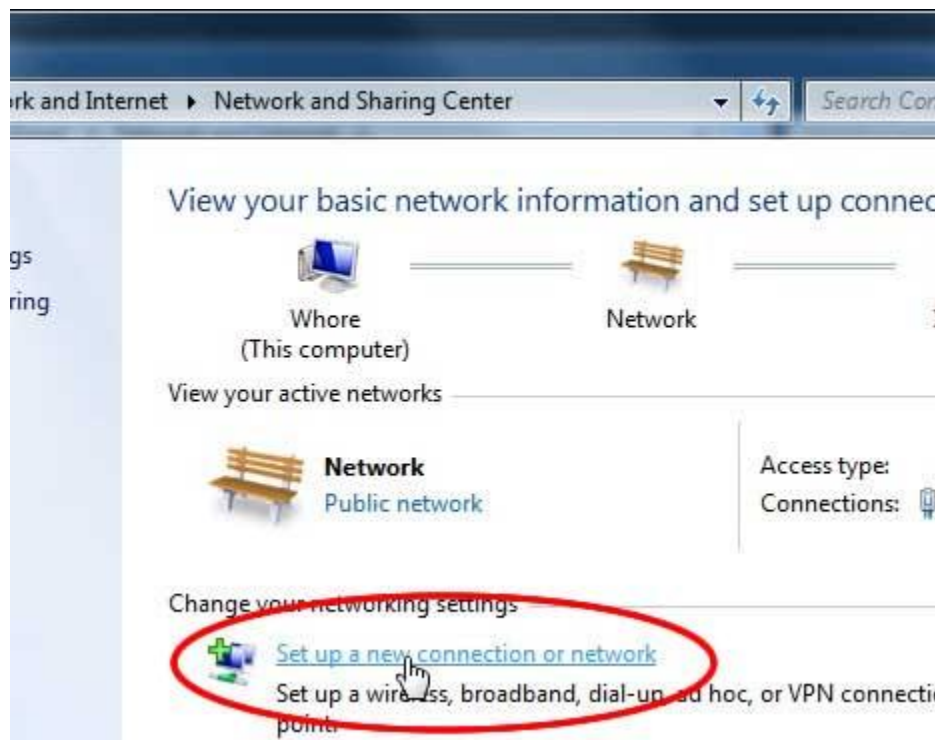 rk and Internet ▸ Network and Sharing Center
Search Con
View your basic network information and set up connec
gs
ring
Whore
(This computer)
Network
View your active networks
Network
Public network
Access type:
Connections:
Change your networking settings
Set up a new connection or network
Set up a wireless, broadband, dial-up, ad hoc, or VPN connecti
point.